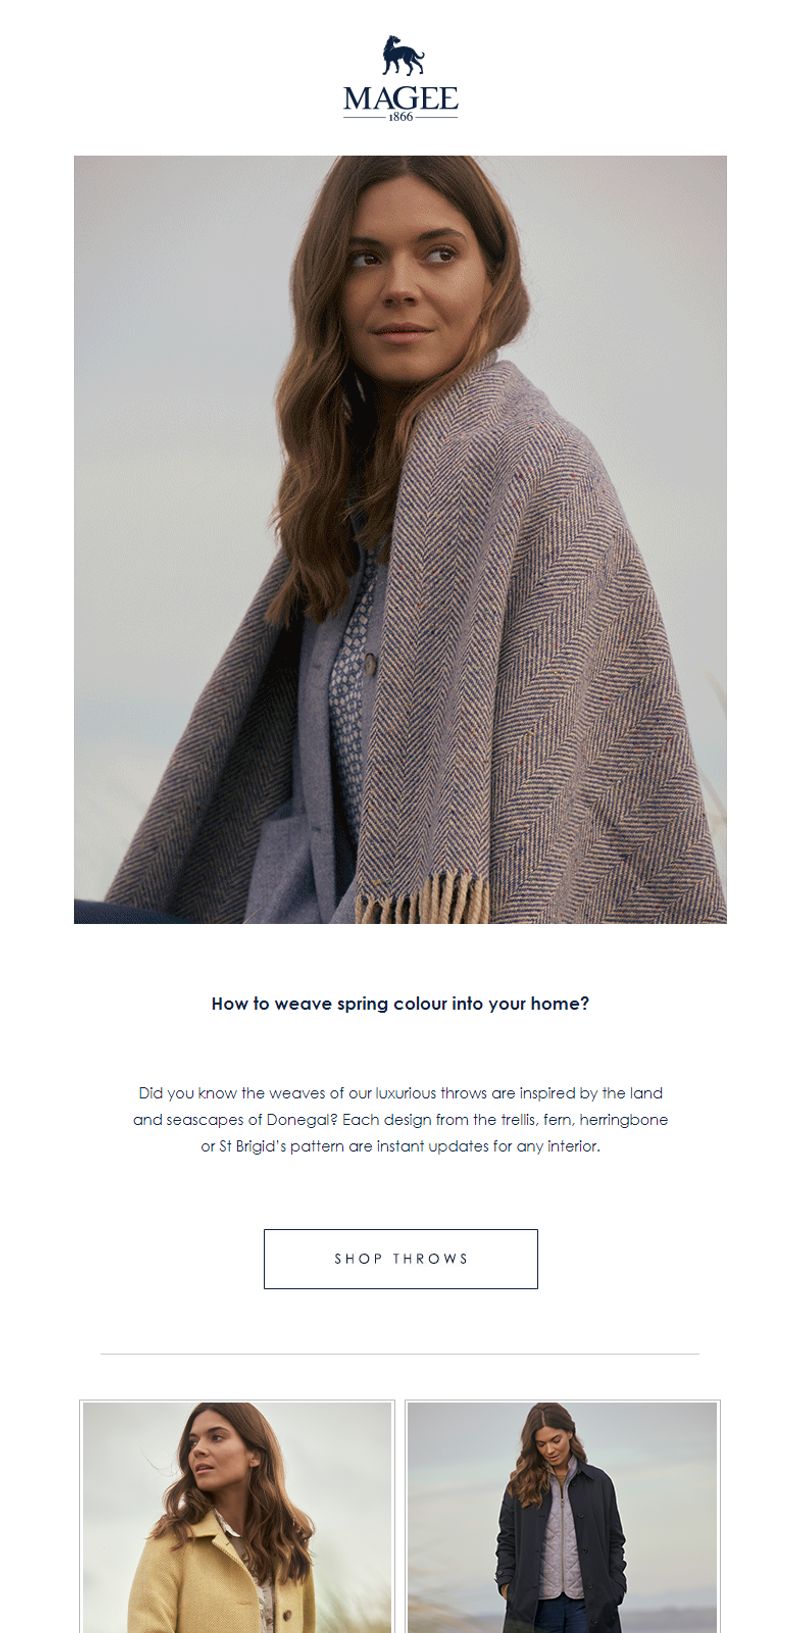 MAGEE
1866
How to weave spring colour into your home?
Did you know the weaves of our luxurious throws are inspired by the land
and seascapes of Donegal? Each design from the trellis, fern, herringbone
or St Brigid's pattern are instant updates for any interior.
SHOP THROWS